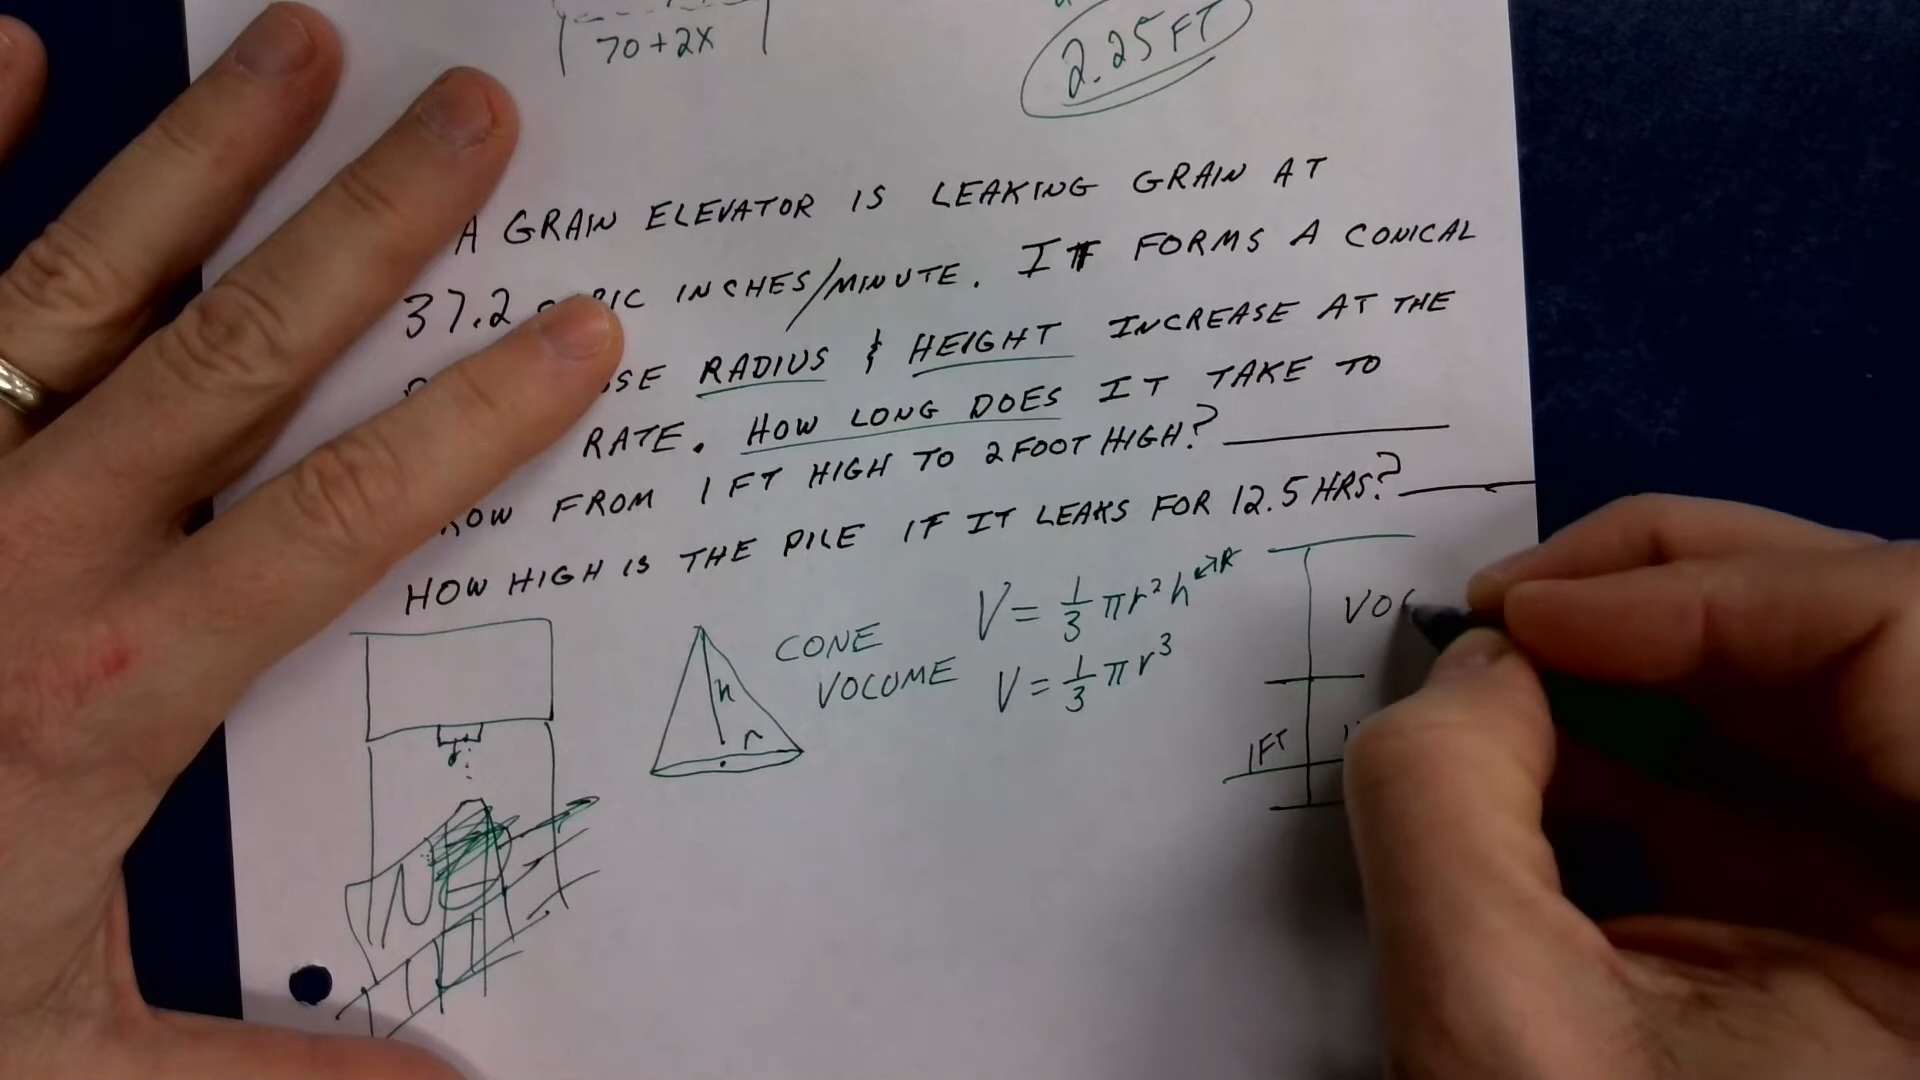 70+2X
2.25 FT
A GRAIN ELEVATOR IS LEAKING GRAIN AT
37.2 INCHES/MINUTE. IT FORMS A CONICAL
RADIUS & HEIGHT INCREASE AT THE
RATE. HOW LONG DOES IT TAKE TO
FROM 1 FT HIGH TO 2 FOOT HIGH?
HOW HIGH IS THE PILE IF IT LEAKS FOR 12.5 HRS?
V = 1/3 πr²h ↔ R
CONE
VOLUME
V = 1/3 πr³
h
r
1FT